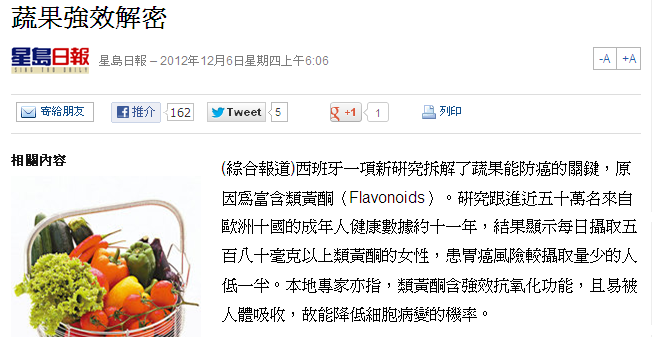 蔬果強效解密
星島日報
SING TAO DAILY
星島日報 – 2012年12月6日星期四上午6:06
-A +A
寄給朋友 推介 162 Tweet 5 +1 1 列印
相關內容
(綜合報道)西班牙一項新研究拆解了蔬果能防癌的關鍵，原
因為富含類黃酮（Flavonoids）。研究跟進近五十萬名來自
歐洲十國的成年人健康數據約十一年，結果顯示每日攝取五
百八十毫克以上類黃酮的女性，患胃癌風險較攝取量少的人
低一半。本地專家亦指，類黃酮含強效抗氧化功能，且易被
人體吸收，故能降低細胞病變的機率。